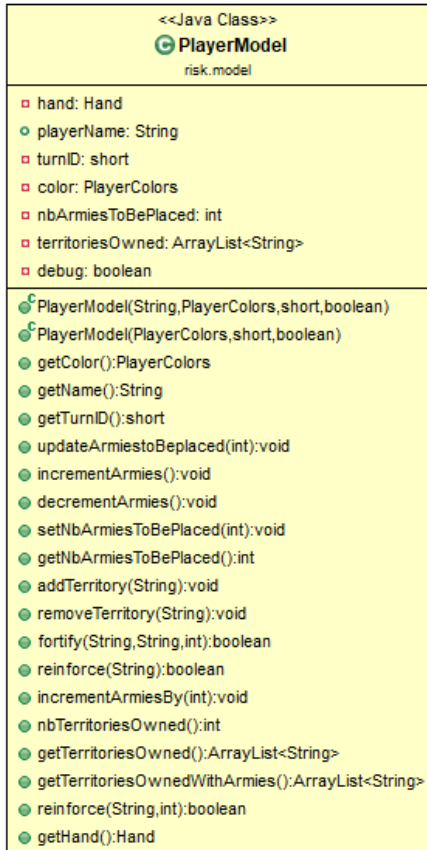 <<Java Class>>
PlayerModel
risk.model
hand: Hand
playerName: String
turnID: short
color: PlayerColors
nbArmiesToBePlaced: int
territoriesOwned: ArrayList<String>
debug: boolean
PlayerModel(String,PlayerColors,short,boolean)
PlayerModel(PlayerColors,short,boolean)
getColor():PlayerColors
getName():String
getTurnID():short
updateArmiestoBeplaced(int):void
incrementArmies():void
decrementArmies():void
setNbArmiesToBePlaced(int):void
getNbArmiesToBePlaced():int
addTerritory(String):void
removeTerritory(String):void
fortify(String,String,int):boolean
reinforce(String):boolean
incrementArmiesBy(int):void
nbTerritoriesOwned():int
getTerritoriesOwned():ArrayList<String>
getTerritoriesOwnedWithArmies():ArrayList<String>
reinforce(String,int):boolean
getHand():Hand